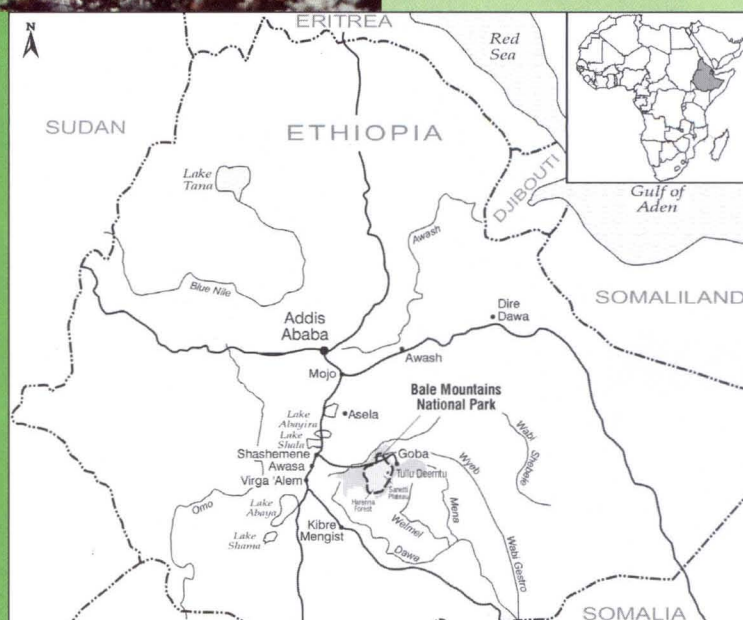 N
ERITREA
Red
Sea
SUDAN
ETHIOPIA
Lake
Tana
DJIBOUTI
Gulf of
Aden
Awash
Blue Nile
SOMALILAND
Dire
Dawa
Addis
Ababa
Awash
Mojo
Bale Mountains
National Park
Lake
Abayira
Asela
Lake
Shala
Shashemene
Goba
Awasa
Tullu Deemtu
Wyeb
Wabi Shebele
Virga 'Alem
Sanetti
Plateau
Harenna
Forest
Omo
Lake
Abaya
Welmel
Mena
Kibre
Mengist
Lake
Shama
Dawa
Wabi Gestro
SOMALIA